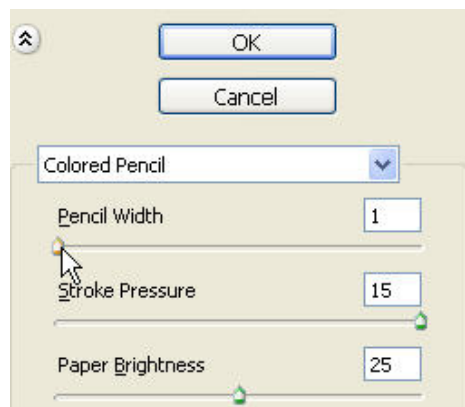 OK
Cancel
Colored Pencil
Pencil Width 1
Stroke Pressure 15
Paper Brightness 25